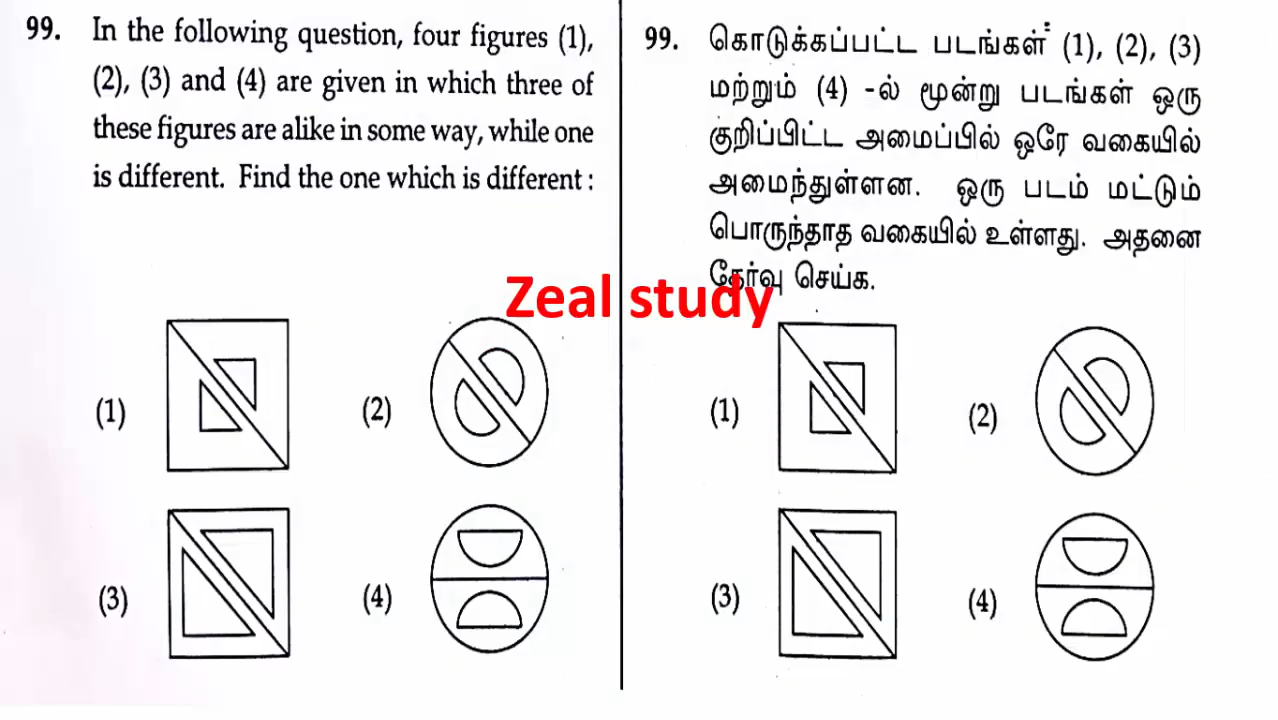 99. In the following question, four figures (1),
(2), (3) and (4) are given in which three of
these figures are alike in some way, while one
is different. Find the one which is different :
(1)
(2)
(3)
(4)
99. கொடுக்கப்பட்ட படங்கள் (1), (2), (3)
மற்றும் (4) -ல் மூன்று படங்கள் ஒரு
குறிப்பிட்ட அமைப்பில் ஒரே வகையில்
அமைந்துள்ளன. ஒரு படம் மட்டும்
பொருந்தாத வகையில் உள்ளது. அதனை
தேர்வு செய்க.
(1)
(2)
(3)
(4)
Zeal study